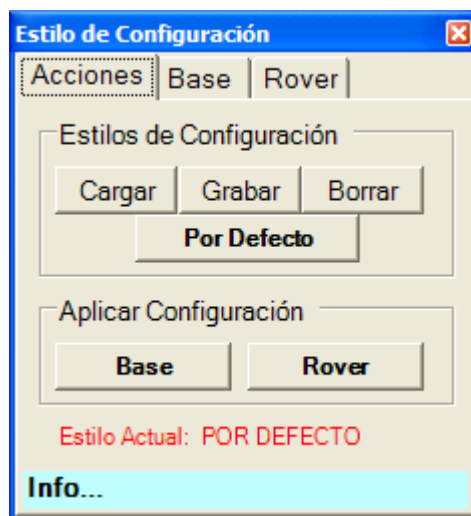 Estilo de Configuración
Acciones Base Rover
Estilos de Configuración
Cargar Grabar Borrar
Por Defecto
Aplicar Configuración
Base Rover
Estilo Actual: POR DEFECTO
Info...